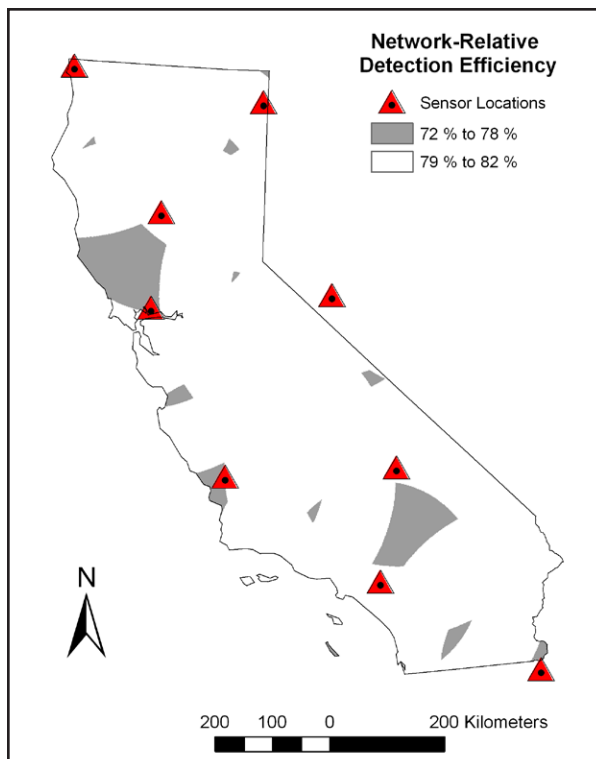 Network-Relative
Detection Efficiency
Sensor Locations
72 % to 78 %
79 % to 82 %
N
200 100 0 200 Kilometers